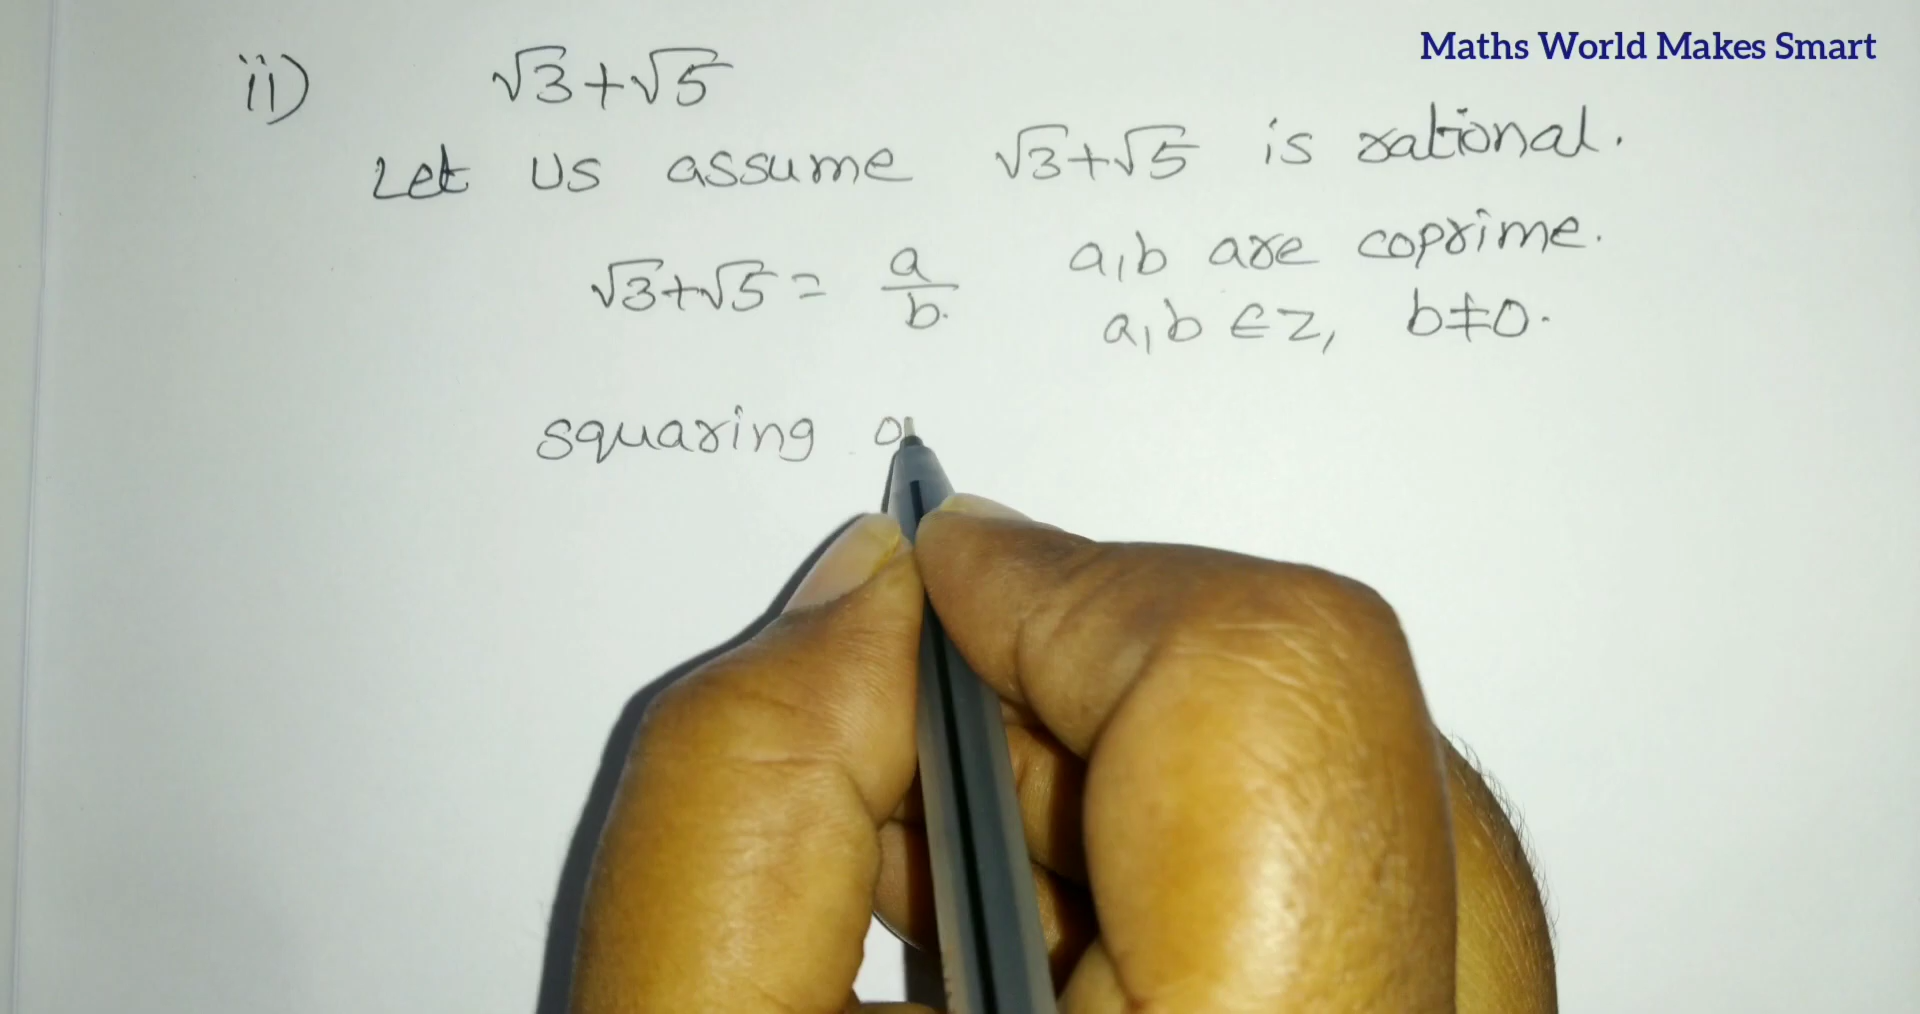 Maths World Makes Smart
ii) √3+√5
Let us assume √3+√5 is rational.
√3+√5 = a/b a,b are coprime.
a,b ∈ Z, b≠0.
squaring